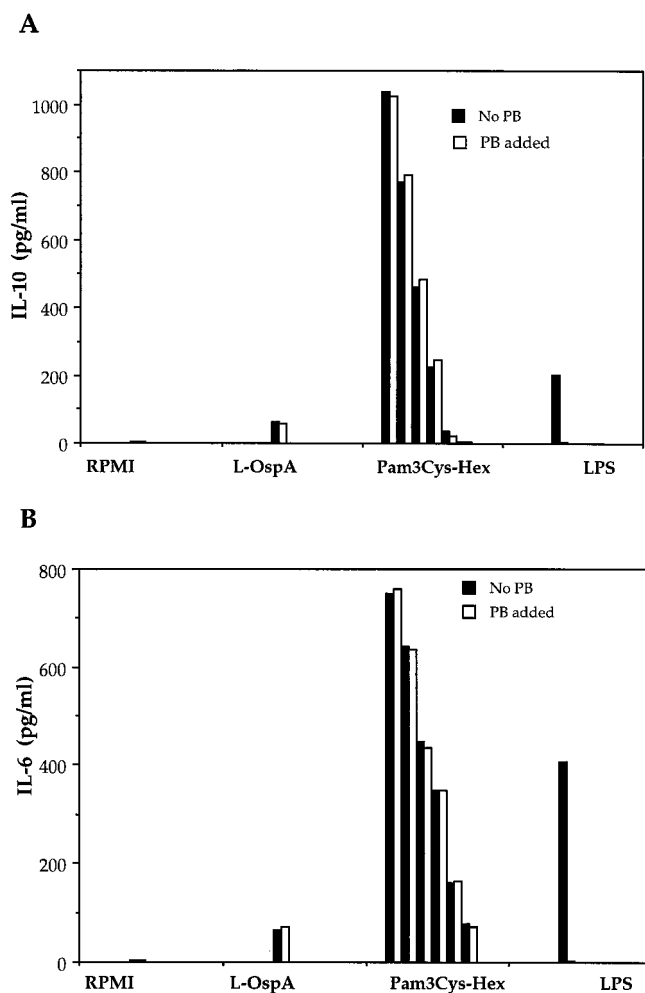 A
IL-10 (pg/ml)
1000
800
600
400
200
0
No PB
PB added
RPMI L-OspA Pam3Cys-Hex LPS
B
IL-6 (pg/ml)
800
600
400
200
0
No PB
PB added
RPMI L-OspA Pam3Cys-Hex LPS